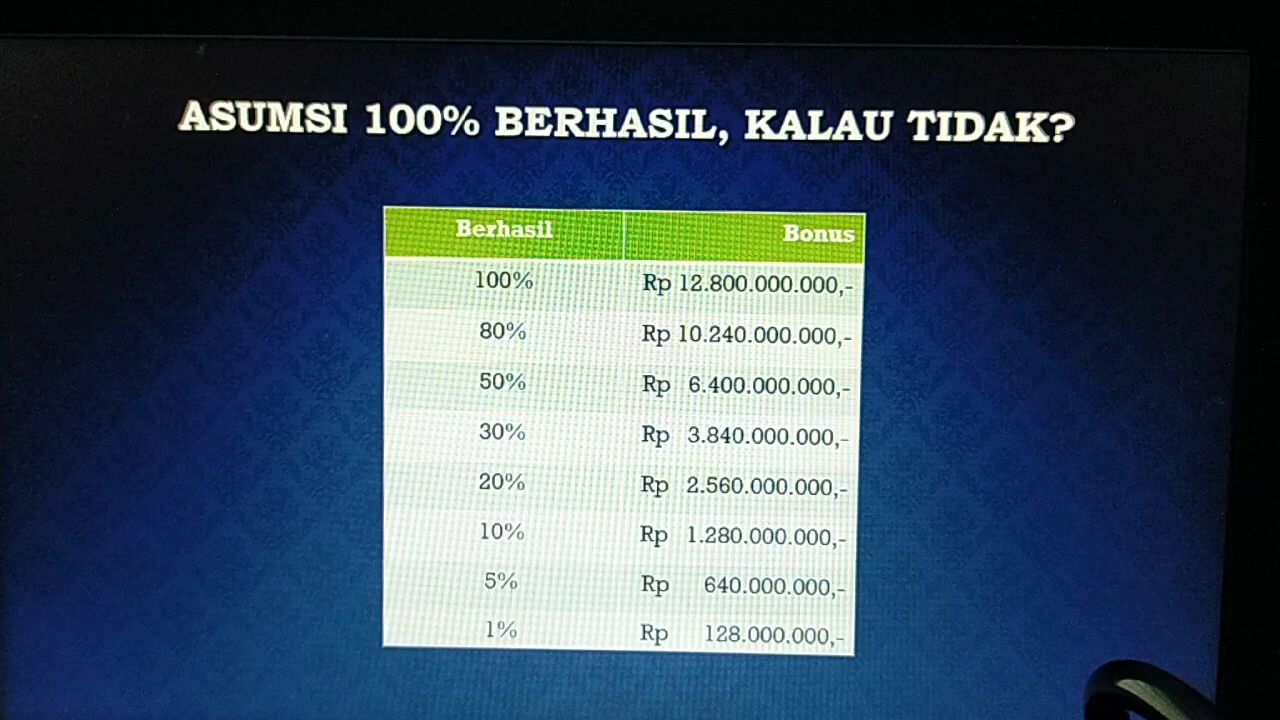 ASUMSI 100% BERHASIL, KALAU TIDAK?
Berhasil Bonus
100% Rp 12.800.000.000,-
80% Rp 10.240.000.000,-
50% Rp 6.400.000.000,-
30% Rp 3.840.000.000,-
20% Rp 2.560.000.000,-
10% Rp 1.280.000.000,-
5% Rp 640.000.000,-
1% Rp 128.000.000,-